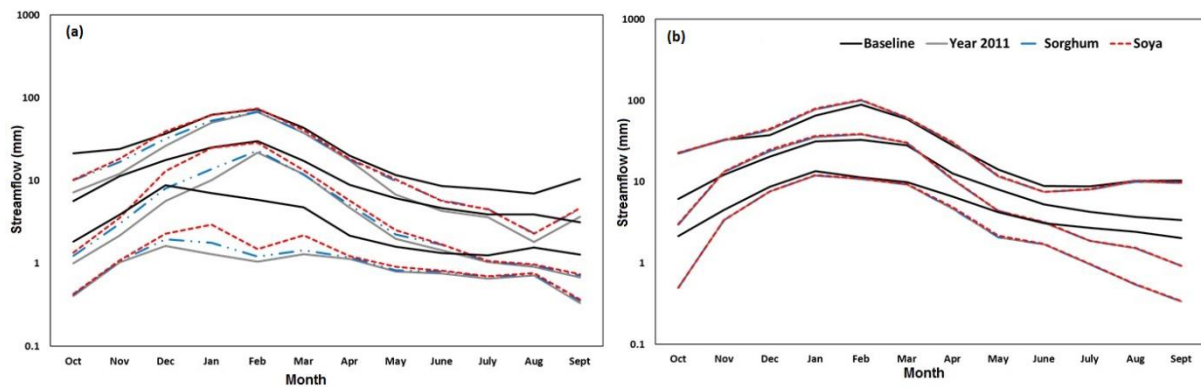 (a)
1000
100
10
1
0.1
Streamflow (mm)
Oct Nov Dec Jan Feb Mar Apr May June July Aug Sept
Month
(b)
Baseline Year 2011 Sorghum Soya
1000
100
10
1
0.1
Streamflow (mm)
Oct Nov Dec Jan Feb Mar Apr May June July Aug Sept
Month